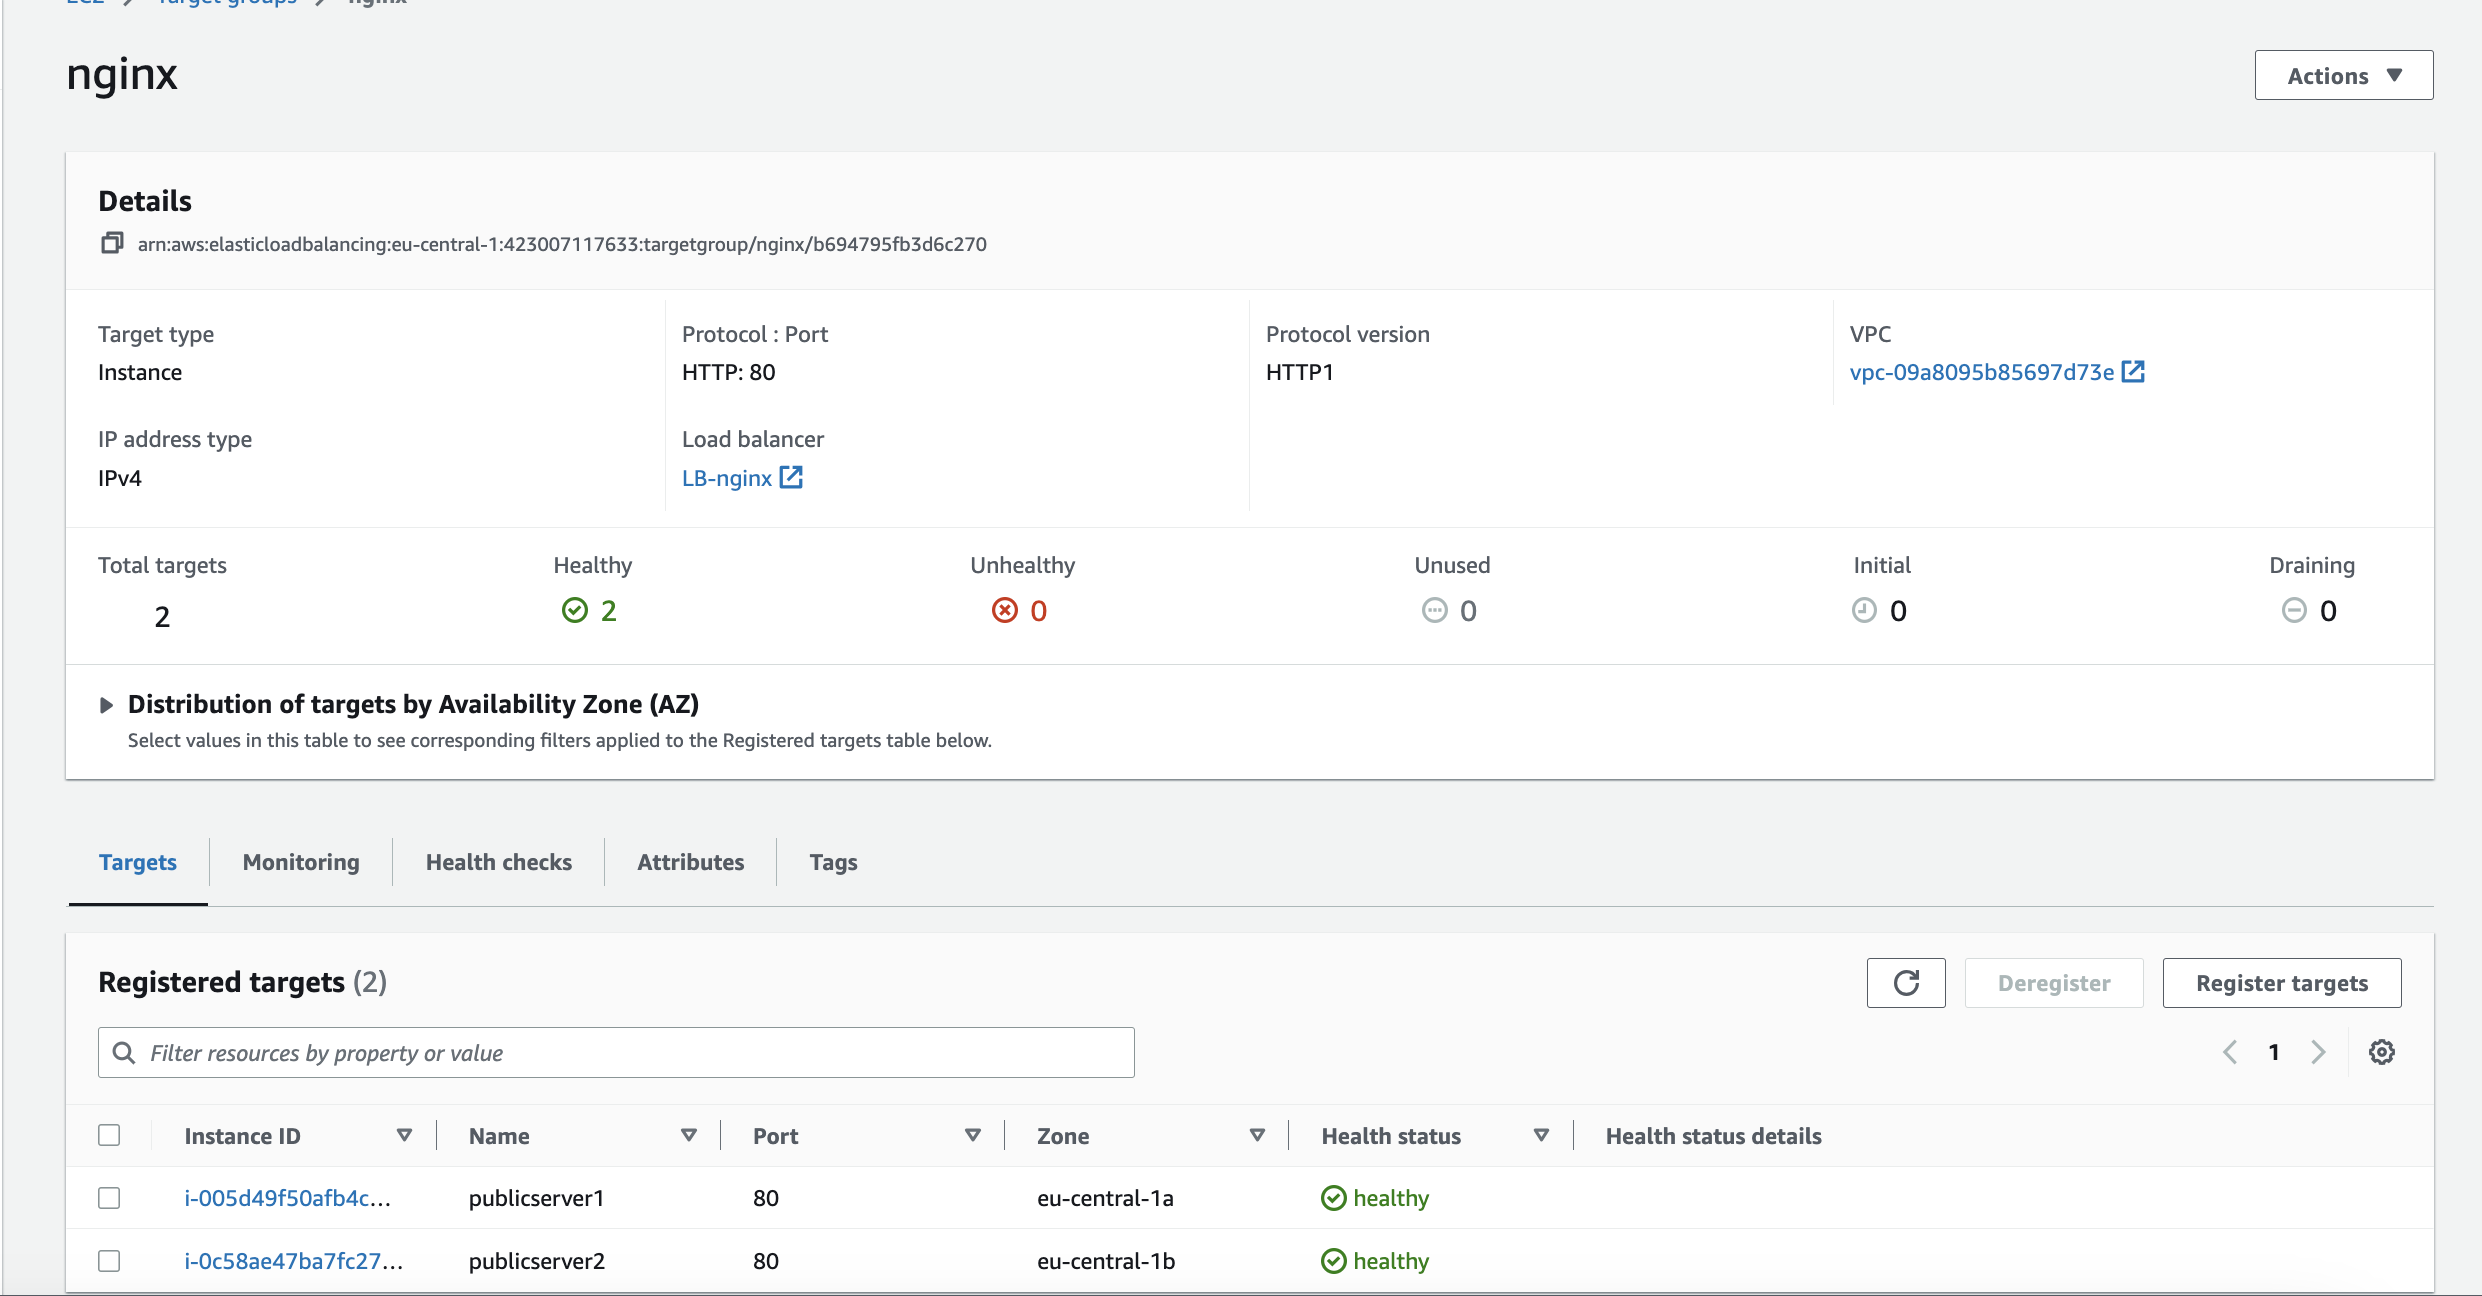 EC2 > Target groups > nginx
nginx
Actions
Details
arn:aws:elasticloadbalancing:eu-central-1:423007117633:targetgroup/nginx/b694795fb3d6c270
Target type
Instance
Protocol : Port
HTTP: 80
Protocol version
HTTP1
VPC
vpc-09a8095b85697d73e
IP address type
IPv4
Load balancer
LB-nginx
Total targets
2
Healthy
2
Unhealthy
0
Unused
0
Initial
0
Draining
0
Distribution of targets by Availability Zone (AZ)
Select values in this table to see corresponding filters applied to the Registered targets table below.
Targets
Monitoring
Health checks
Attributes
Tags
Registered targets (2)
Deregister
Register targets
Filter resources by property or value
1
Instance ID Name Port Zone Health status Health status details
i-005d49f50afb4c... publicserver1 80 eu-central-1a healthy
i-0c58ae47ba7fc27... publicserver2 80 eu-central-1b healthy